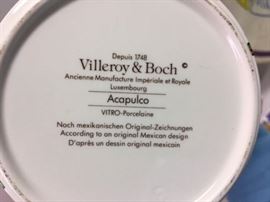 Depuis 1748
Villeroy & Boch ©
Ancienne Manufacture Impériale et Royale
Luxembourg
Acapulco
VITRO-Porcelaine
Nach mexikanischen Original-Zeichnungen
According to an original Mexican design
D'après un dessin original mexicain